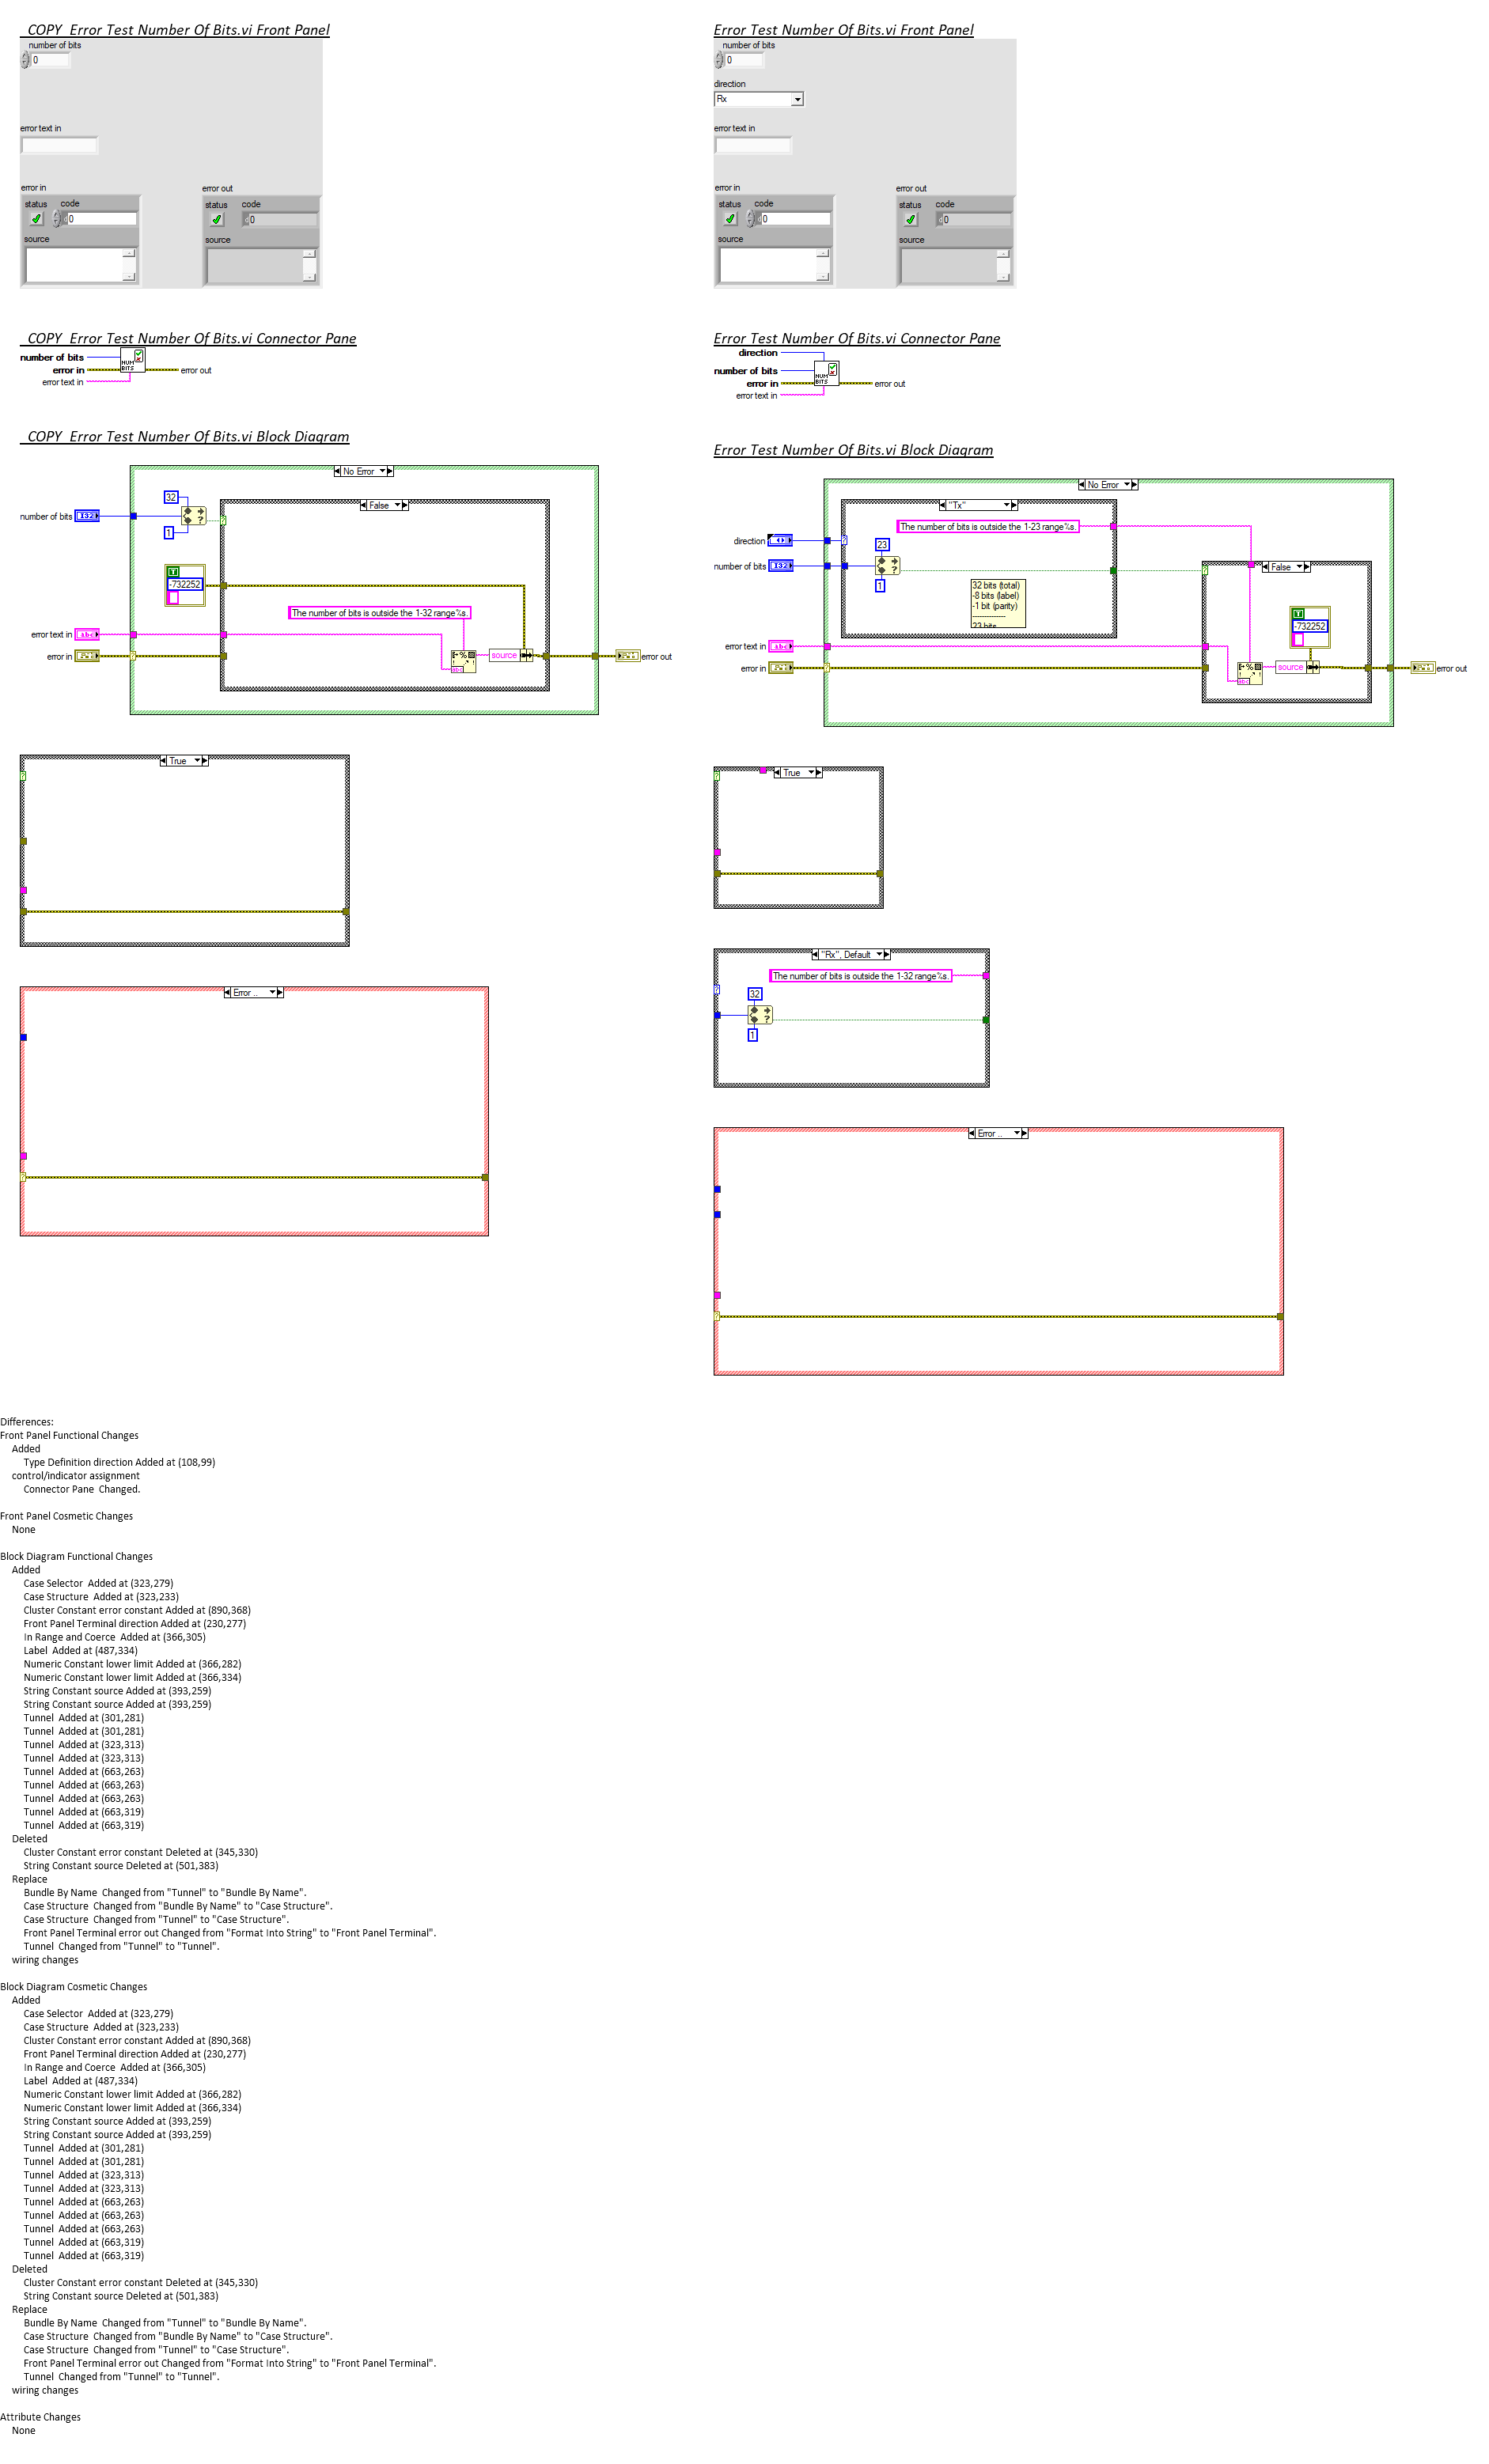 COPY  Error Test Number Of Bits.vi Front Panel
number of bits
0
error text in
error in
status
code
0
source
error out
status
code
0
source
Error Test Number Of Bits.vi Front Panel
number of bits
0
direction
Rx
error text in
error in
status
code
0
source
error out
status
code
0
source
COPY  Error Test Number Of Bits.vi Connector Pane
number of bits
error in
error text in
NUM
BITS
error out
Error Test Number Of Bits.vi Connector Pane
direction
number of bits
error in
error text in
NUM
BITS
error out
COPY  Error Test Number Of Bits.vi Block Diagram
No Error
32
False
number of bits
I32
1
T
-732252
The number of bits is outside the 1-32 range%s.
error text in
abc
error in
source
error out
Error Test Number Of Bits.vi Block Diagram
No Error
"Tx"
The number of bits is outside the 1-23 range%s.
direction
23
number of bits
I32
1
32 bits (total)
-8 bits (label)
-1 bit (parity)
--------------
23 bits
False
T
-732252
error text in
abc
error in
source
error out
True
True
"Rx", Default
The number of bits is outside the 1-32 range%s.
32
1
Error ..
Error ..
Differences:
Front Panel Functional Changes
Added
Type Definition direction Added at (108,99)
control/indicator assignment
Connector Pane  Changed.
Front Panel Cosmetic Changes
None
Block Diagram Functional Changes
Added
Case Selector  Added at (323,279)
Case Structure  Added at (323,233)
Cluster Constant error constant Added at (890,368)
Front Panel Terminal direction Added at (230,277)
In Range and Coerce  Added at (366,305)
Label  Added at (487,334)
Numeric Constant lower limit Added at (366,282)
Numeric Constant lower limit Added at (366,334)
String Constant source Added at (393,259)
String Constant source Added at (393,259)
Tunnel  Added at (301,281)
Tunnel  Added at (301,281)
Tunnel  Added at (323,313)
Tunnel  Added at (323,313)
Tunnel  Added at (663,263)
Tunnel  Added at (663,263)
Tunnel  Added at (663,263)
Tunnel  Added at (663,319)
Tunnel  Added at (663,319)
Deleted
Cluster Constant error constant Deleted at (345,330)
String Constant source Deleted at (501,383)
Replace
Bundle By Name  Changed from "Tunnel" to "Bundle By Name".
Case Structure  Changed from "Bundle By Name" to "Case Structure".
Case Structure  Changed from "Tunnel" to "Case Structure".
Front Panel Terminal error out Changed from "Format Into String" to "Front Panel Terminal".
Tunnel  Changed from "Tunnel" to "Tunnel".
wiring changes
Block Diagram Cosmetic Changes
Added
Case Selector  Added at (323,279)
Case Structure  Added at (323,233)
Cluster Constant error constant Added at (890,368)
Front Panel Terminal direction Added at (230,277)
In Range and Coerce  Added at (366,305)
Label  Added at (487,334)
Numeric Constant lower limit Added at (366,282)
Numeric Constant lower limit Added at (366,334)
String Constant source Added at (393,259)
String Constant source Added at (393,259)
Tunnel  Added at (301,281)
Tunnel  Added at (301,281)
Tunnel  Added at (323,313)
Tunnel  Added at (323,313)
Tunnel  Added at (663,263)
Tunnel  Added at (663,263)
Tunnel  Added at (663,263)
Tunnel  Added at (663,319)
Tunnel  Added at (663,319)
Deleted
Cluster Constant error constant Deleted at (345,330)
String Constant source Deleted at (501,383)
Replace
Bundle By Name  Changed from "Tunnel" to "Bundle By Name".
Case Structure  Changed from "Bundle By Name" to "Case Structure".
Case Structure  Changed from "Tunnel" to "Case Structure".
Front Panel Terminal error out Changed from "Format Into String" to "Front Panel Terminal".
Tunnel  Changed from "Tunnel" to "Tunnel".
wiring changes
Attribute Changes
None